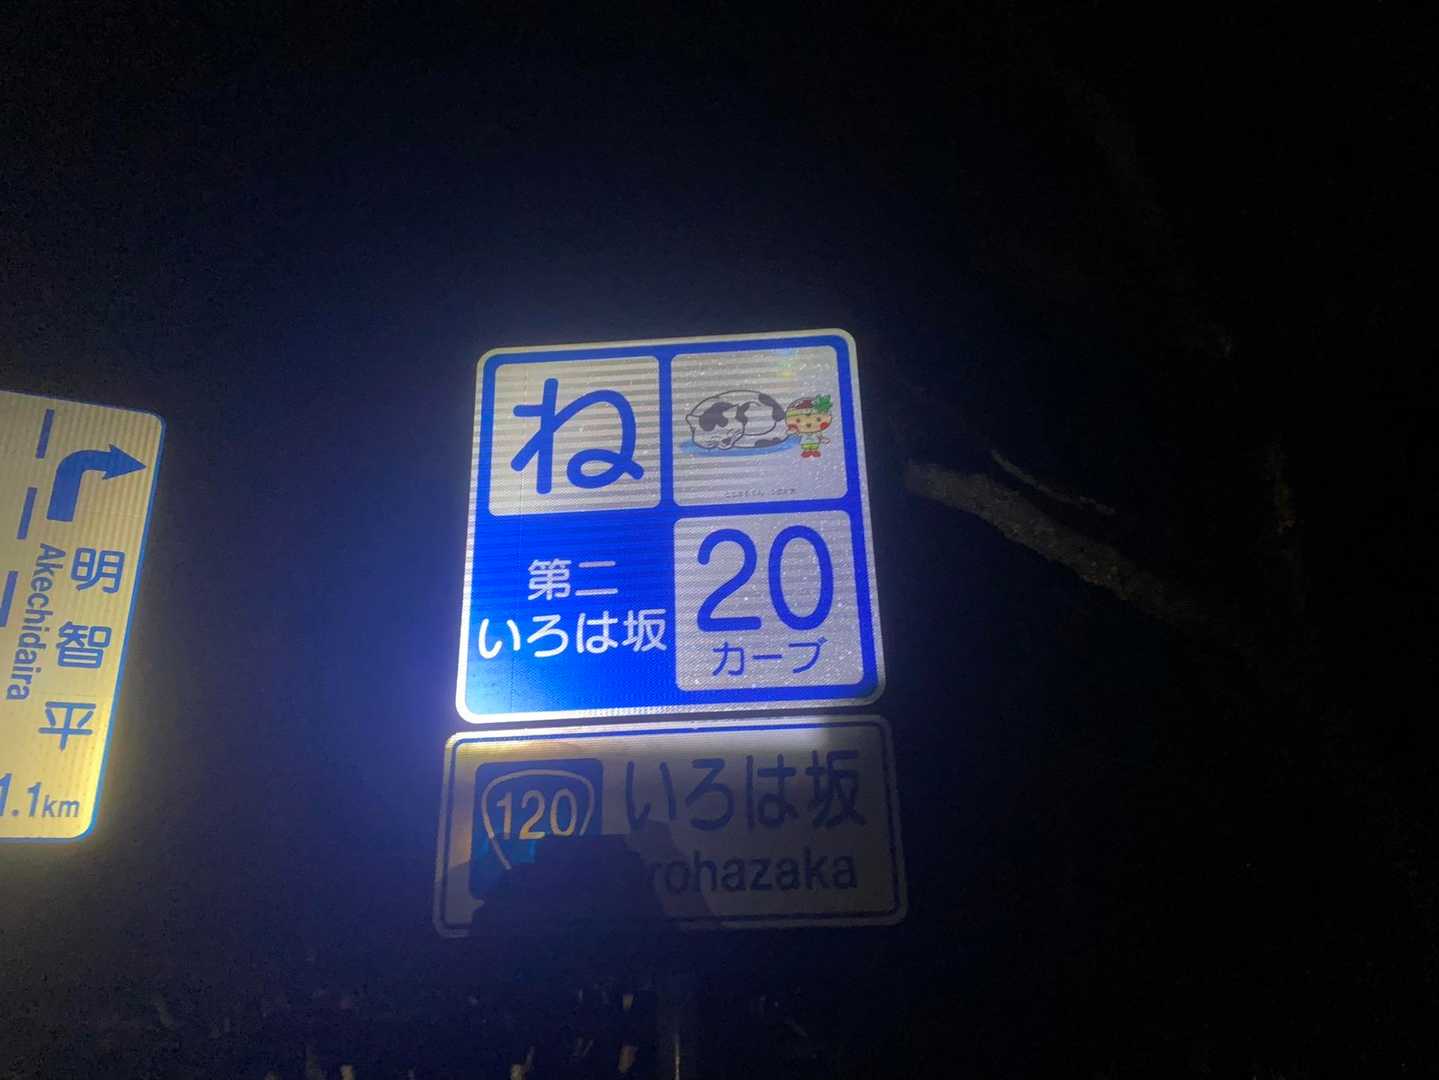 明智平
Akechidaira
1.1km
ね
第二
いろは坂
20
カーブ
120
いろは坂
rohazaka